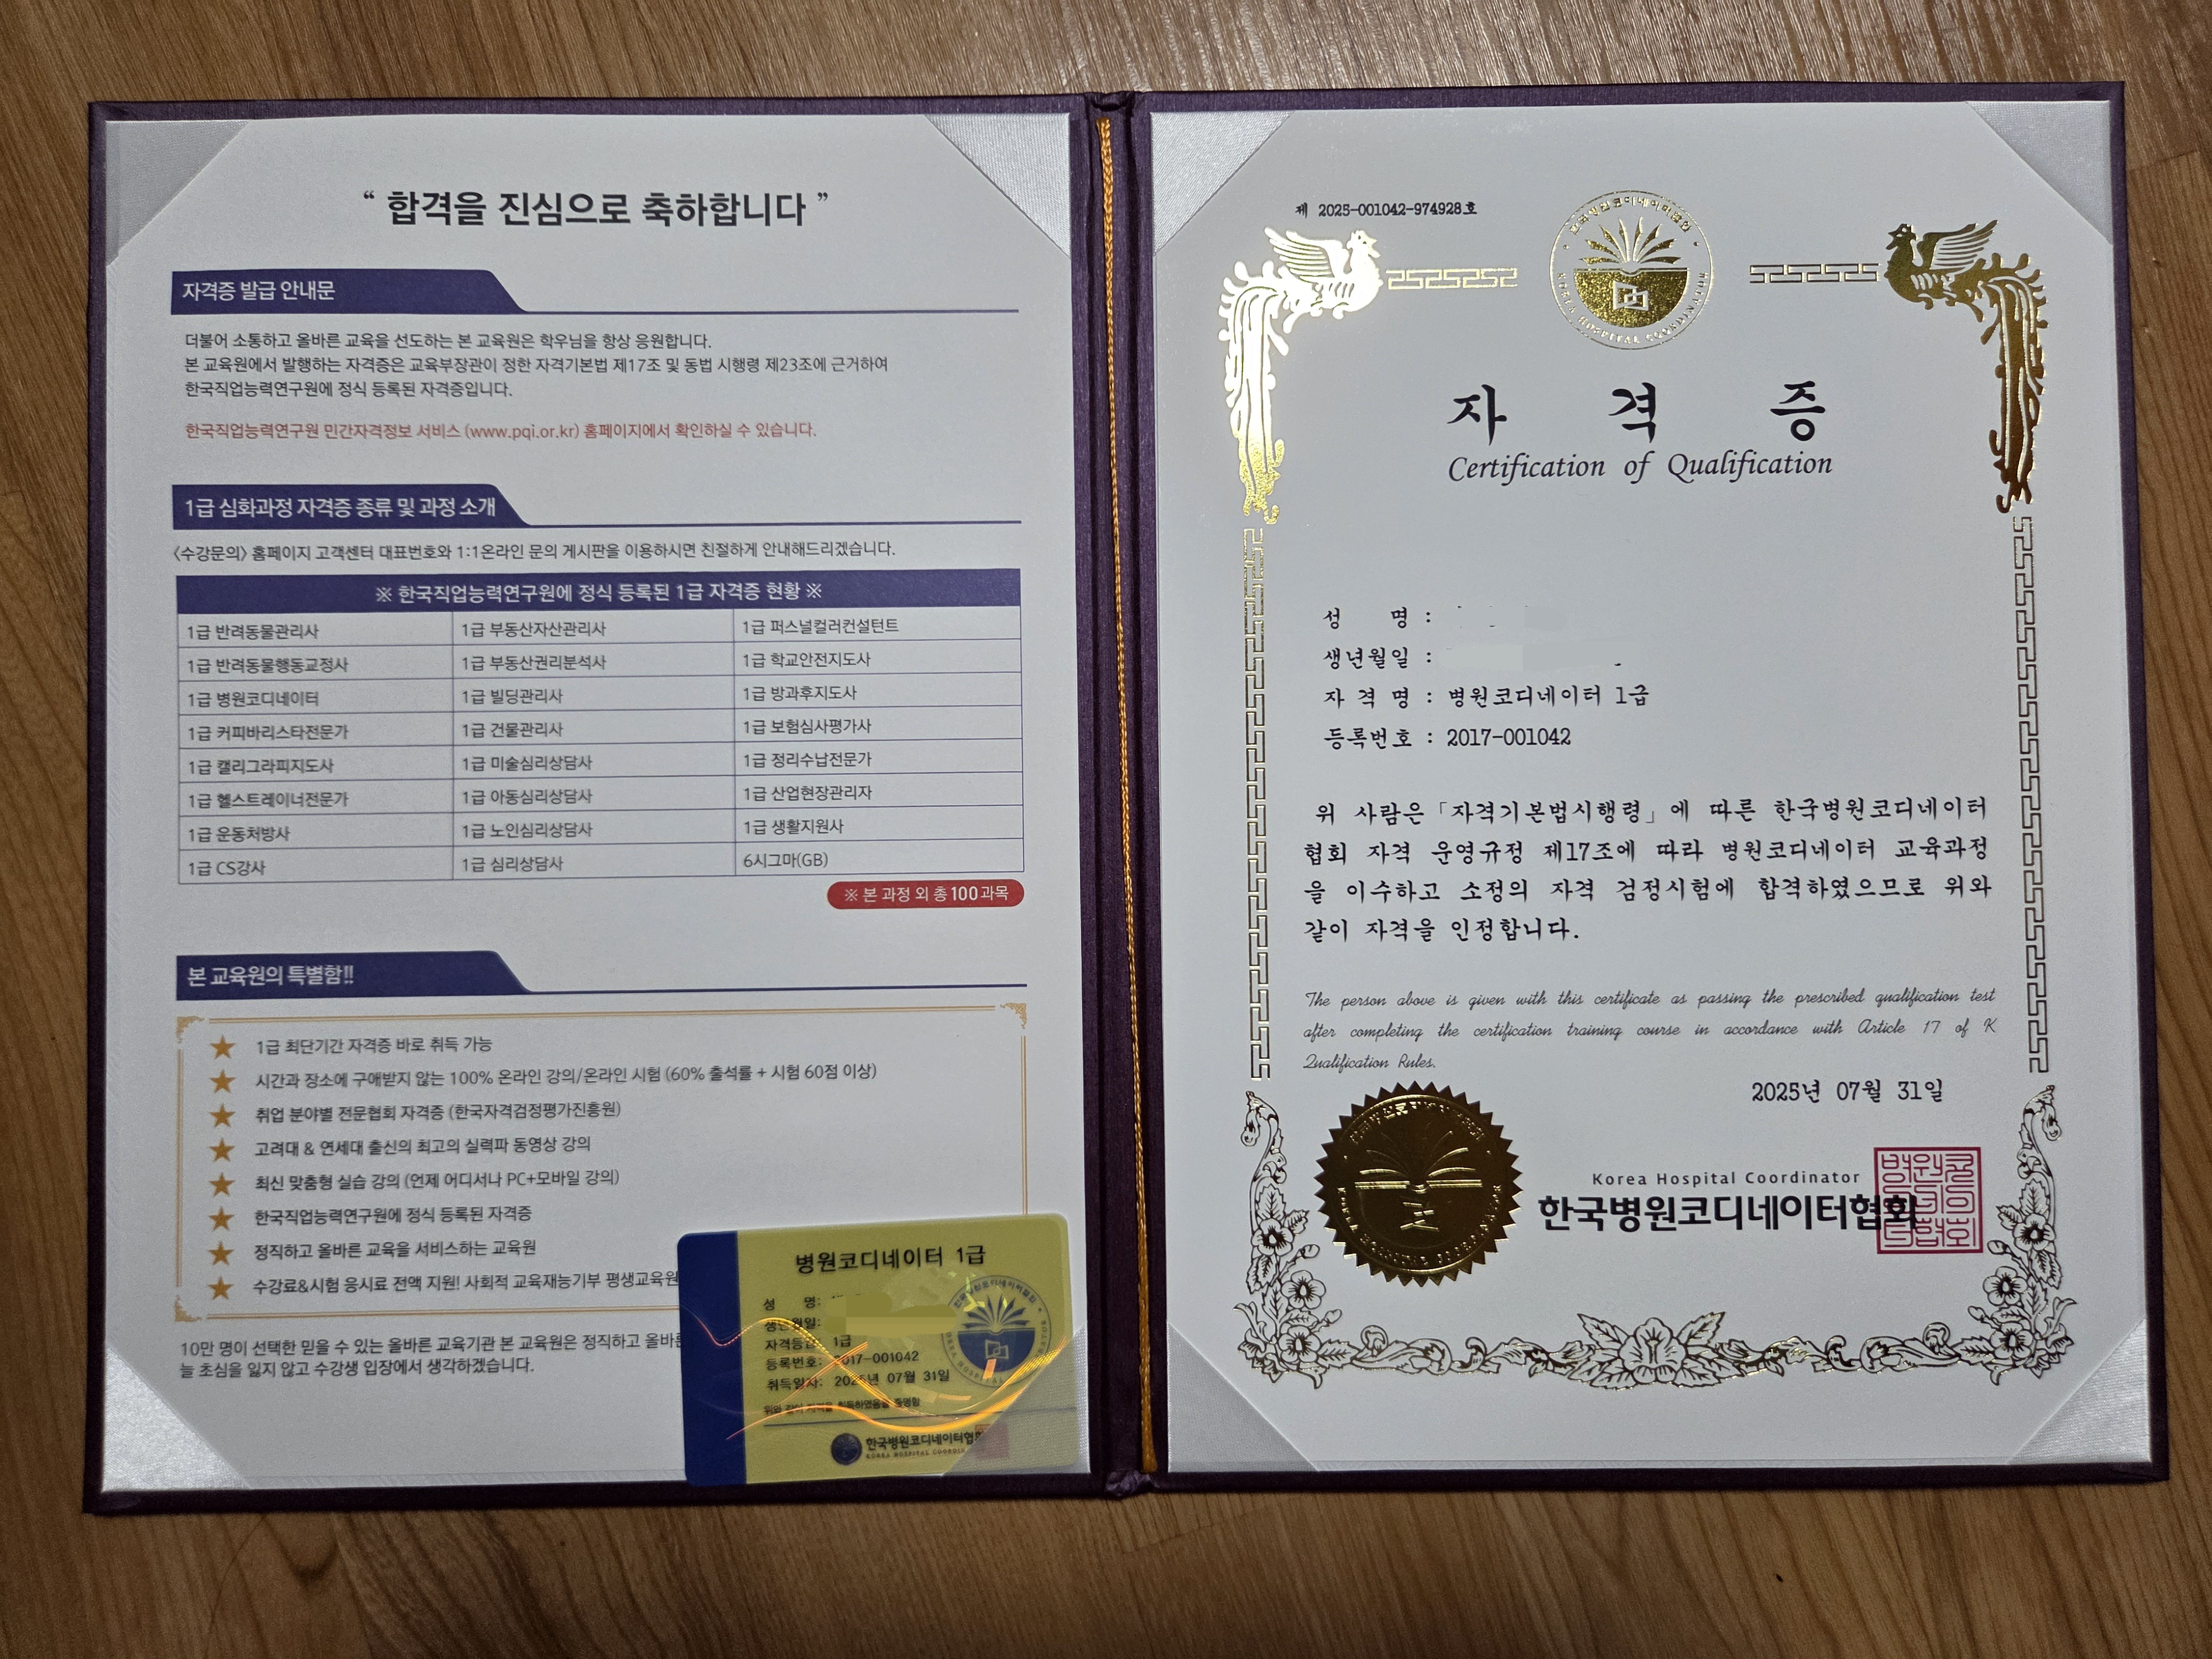 “ 합격을 진심으로 축하합니다 ”
자격증 발급 안내문
더불어 소통하고 올바른 교육을 선도하는 본 교육원은 학우님을 항상 응원합니다.
본 교육원에서 발행하는 자격증은 교육부장관이 정한 자격기본법 제17조 및 동법 시행령 제23조에 근거하여
한국직업능력연구원에 정식 등록된 자격증입니다.
한국직업능력연구원 민간자격정보 서비스 (www.pqi.or.kr) 홈페이지에서 확인하실 수 있습니다.
1급 심화과정 자격증 종류 및 과정 소개
<수강문의> 홈페이지 고객센터 대표번호와 1:1온라인 문의 게시판을 이용하시면 친절하게 안내해드리겠습니다.
※ 한국직업능력연구원에 정식 등록된 1급 자격증 현황 ※
1급 반려동물관리사 1급 부동산자산관리사 1급 퍼스널컬러컨설턴트
1급 반려동물행동교정사 1급 부동산권리분석사 1급 학교안전지도사
1급 병원코디네이터 1급 빌딩관리사 1급 방과후지도사
1급 커피바리스타전문가 1급 건물관리사 1급 보험심사평가사
1급 캘리그라피지도사 1급 미술심리상담사 1급 정리수납전문가
1급 헬스트레이너전문가 1급 아동심리상담사 1급 산업현장관리자
1급 운동처방사 1급 노인심리상담사 1급 생활지원사
1급 CS강사 1급 심리상담사 6시그마(GB)
※ 본 과정 외 총 100과목
본 교육원의 특별함!!
★ 1급 최단기간 자격증 바로 취득 가능
★ 시간과 장소에 구애받지 않는 100% 온라인 강의/온라인 시험 (60% 출석률 + 시험 60점 이상)
★ 취업 분야별 전문협회 자격증 (한국자격검정평가진흥원)
★ 고려대 & 연세대 출신의 최고의 실력파 동영상 강의
★ 최신 맞춤형 실습 강의 (언제 어디서나 PC+모바일 강의)
★ 한국직업능력연구원에 정식 등록된 자격증
★ 정직하고 올바른 교육을 서비스하는 교육원
★ 수강료&시험 응시료 전액 지원! 사회적 교육재능기부 평생교육원
10만 명이 선택한 믿을 수 있는 올바른 교육기관 본 교육원은 정직하고 올바른
늘 초심을 잃지 않고 수강생 입장에서 생각하겠습니다.
병원코디네이터 1급
성 명:
생년월일:
자격등급: 1급
등록번호: 2017-001042
취득일자: 2025년 07월 31일
위와 같이 자격을 취득하였음을 증명함
한국병원코디네이터협회
KOREA HOSPITAL COORDIN
제 2025-001042-974928호
KOREA HOSPITAL COORDINATOR
자 격 증
Certification of Qualification
성 명 :
생년월일 :
자 격 명 : 병원코디네이터 1급
등록번호 : 2017-001042
위 사람은「자격기본법시행령」에 따른 한국병원코디네이터
협회 자격 운영규정 제17조에 따라 병원코디네이터 교육과정
을 이수하고 소정의 자격 검정시험에 합격하였으므로 위와
같이 자격을 인정합니다.
The person above is given with this certificate as passing the prescribed qualification test
after completing the certification training course in accordance with Article 17 of K
Qualification Rules.
2025년 07월 31일
Korea Hospital Coordinator
한국병원코디네이터협회